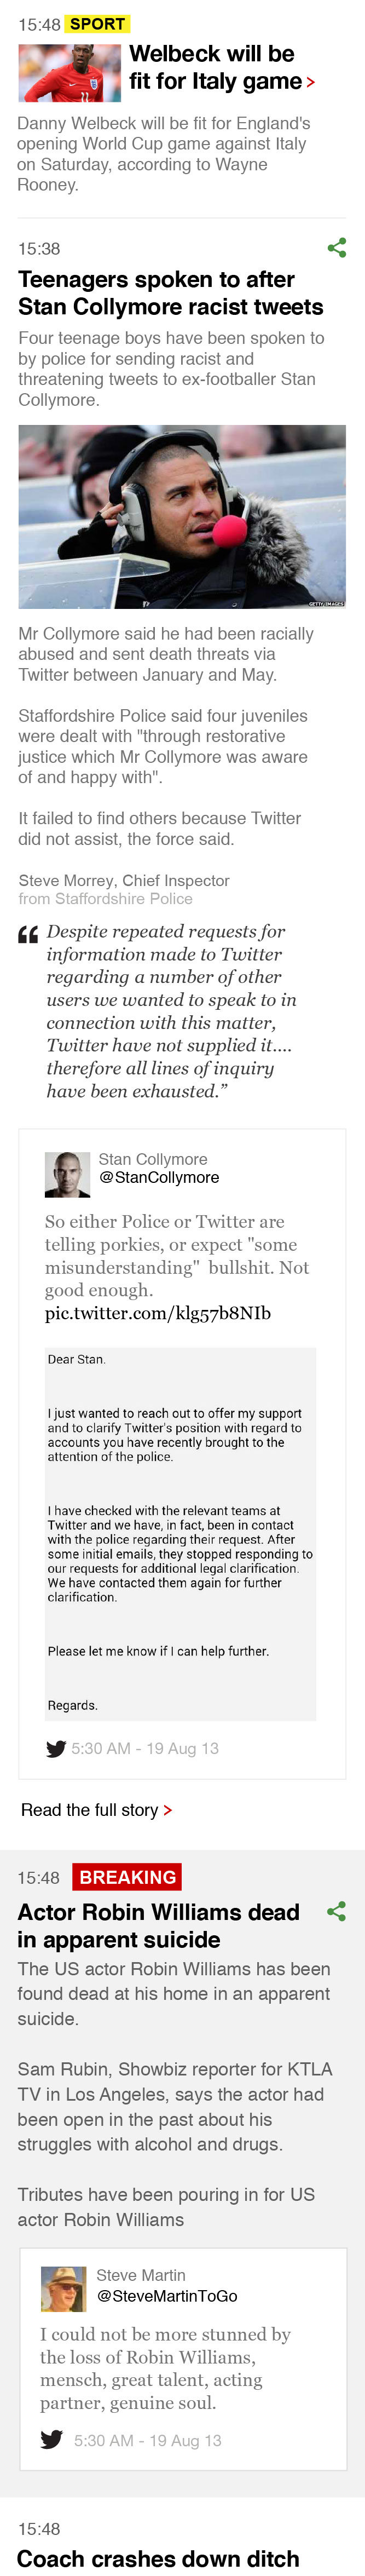 15:48 SPORT
Welbeck will be
fit for Italy game >
Danny Welbeck will be fit for England's
opening World Cup game against Italy
on Saturday, according to Wayne
Rooney.
15:38
Teenagers spoken to after
Stan Collymore racist tweets
Four teenage boys have been spoken to
by police for sending racist and
threatening tweets to ex-footballer Stan
Collymore.
GETTY IMAGES
Mr Collymore said he had been racially
abused and sent death threats via
Twitter between January and May.
Staffordshire Police said four juveniles
were dealt with "through restorative
justice which Mr Collymore was aware
of and happy with".
It failed to find others because Twitter
did not assist, the force said.
Steve Morrey, Chief Inspector
from Staffordshire Police
“ Despite repeated requests for
information made to Twitter
regarding a number of other
users we wanted to speak to in
connection with this matter,
Twitter have not supplied it....
therefore all lines of inquiry
have been exhausted.”
Stan Collymore
@StanCollymore
So either Police or Twitter are
telling porkies, or expect "some
misunderstanding" bullshit. Not
good enough.
pic.twitter.com/klg57b8NIb
Dear Stan.
I just wanted to reach out to offer my support
and to clarify Twitter's position with regard to
accounts you have recently brought to the
attention of the police.
I have checked with the relevant teams at
Twitter and we have, in fact, been in contact
with the police regarding their request. After
some initial emails, they stopped responding to
our requests for additional legal clarification.
We have contacted them again for further
clarification.
Please let me know if I can help further.
Regards.
5:30 AM - 19 Aug 13
Read the full story >
15:48 BREAKING
Actor Robin Williams dead
in apparent suicide
The US actor Robin Williams has been
found dead at his home in an apparent
suicide.
Sam Rubin, Showbiz reporter for KTLA
TV in Los Angeles, says the actor had
been open in the past about his
struggles with alcohol and drugs.
Tributes have been pouring in for US
actor Robin Williams
Steve Martin
@SteveMartinToGo
I could not be more stunned by
the loss of Robin Williams,
mensch, great talent, acting
partner, genuine soul.
5:30 AM - 19 Aug 13
15:48
Coach crashes down ditch